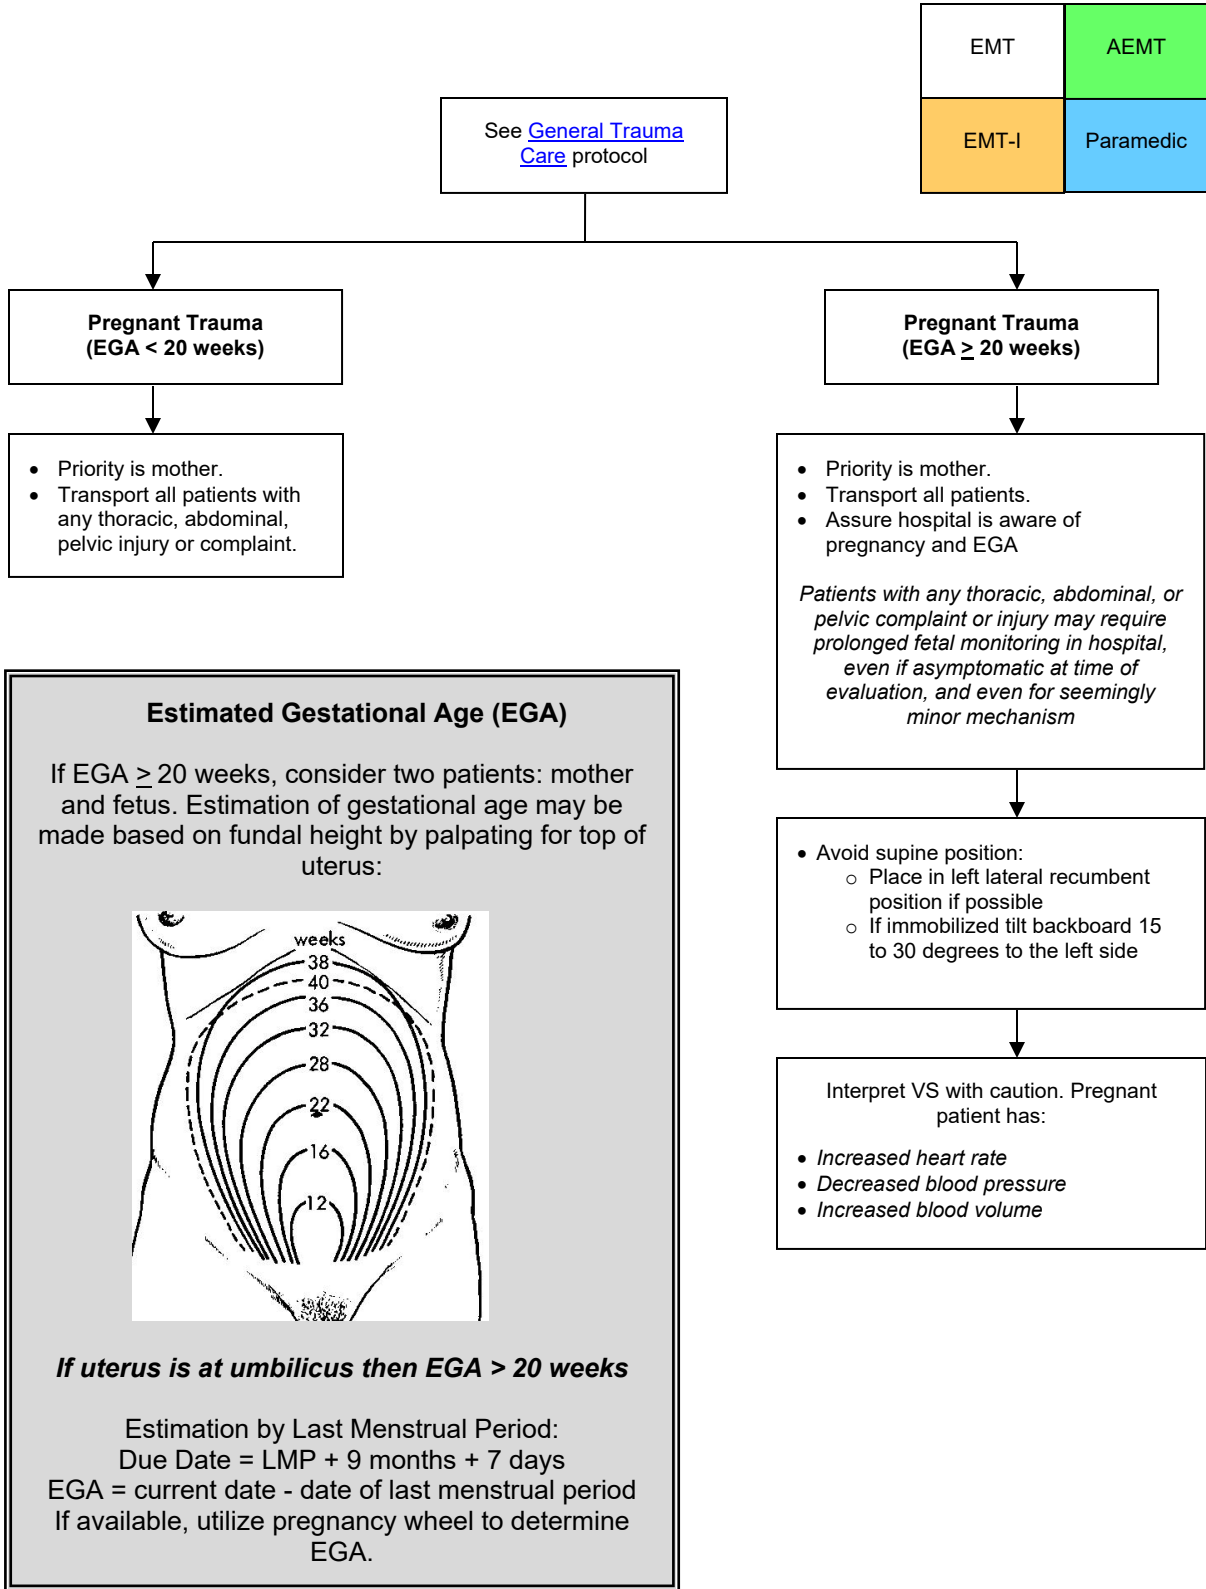 EMT
AEMT
EMT-I
Paramedic
See General Trauma
Care protocol
Pregnant Trauma
(EGA < 20 weeks)
Pregnant Trauma
(EGA ≥ 20 weeks)
• Priority is mother.
• Transport all patients with
any thoracic, abdominal,
pelvic injury or complaint.
• Priority is mother.
• Transport all patients.
• Assure hospital is aware of
pregnancy and EGA
Patients with any thoracic, abdominal, or
pelvic complaint or injury may require
prolonged fetal monitoring in hospital,
even if asymptomatic at time of
evaluation, and even for seemingly
minor mechanism
• Avoid supine position:
o Place in left lateral recumbent
position if possible
o If immobilized tilt backboard 15
to 30 degrees to the left side
Interpret VS with caution. Pregnant
patient has:
• Increased heart rate
• Decreased blood pressure
• Increased blood volume
Estimated Gestational Age (EGA)
If EGA ≥ 20 weeks, consider two patients: mother
and fetus. Estimation of gestational age may be
made based on fundal height by palpating for top of
uterus:
weeks
38
40
36
32
28
22
16
12
If uterus is at umbilicus then EGA > 20 weeks
Estimation by Last Menstrual Period:
Due Date = LMP + 9 months + 7 days
EGA = current date - date of last menstrual period
If available, utilize pregnancy wheel to determine
EGA.